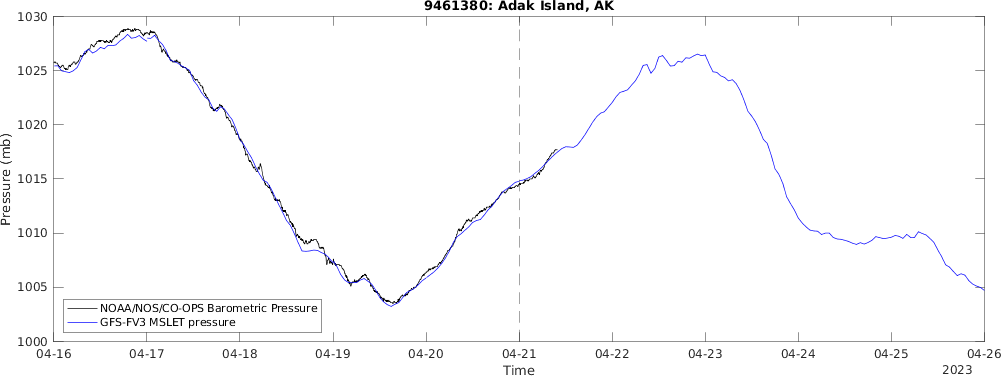 9461380: Adak Island, AK
1030
1025
1020
1015
1010
1005
1000
Pressure (mb)
NOAA/NOS/CO-OPS Barometric Pressure
GFS-FV3 MSLET pressure
04-16 04-17 04-18 04-19 04-20 04-21 04-22 04-23 04-24 04-25 04-26
Time
2023